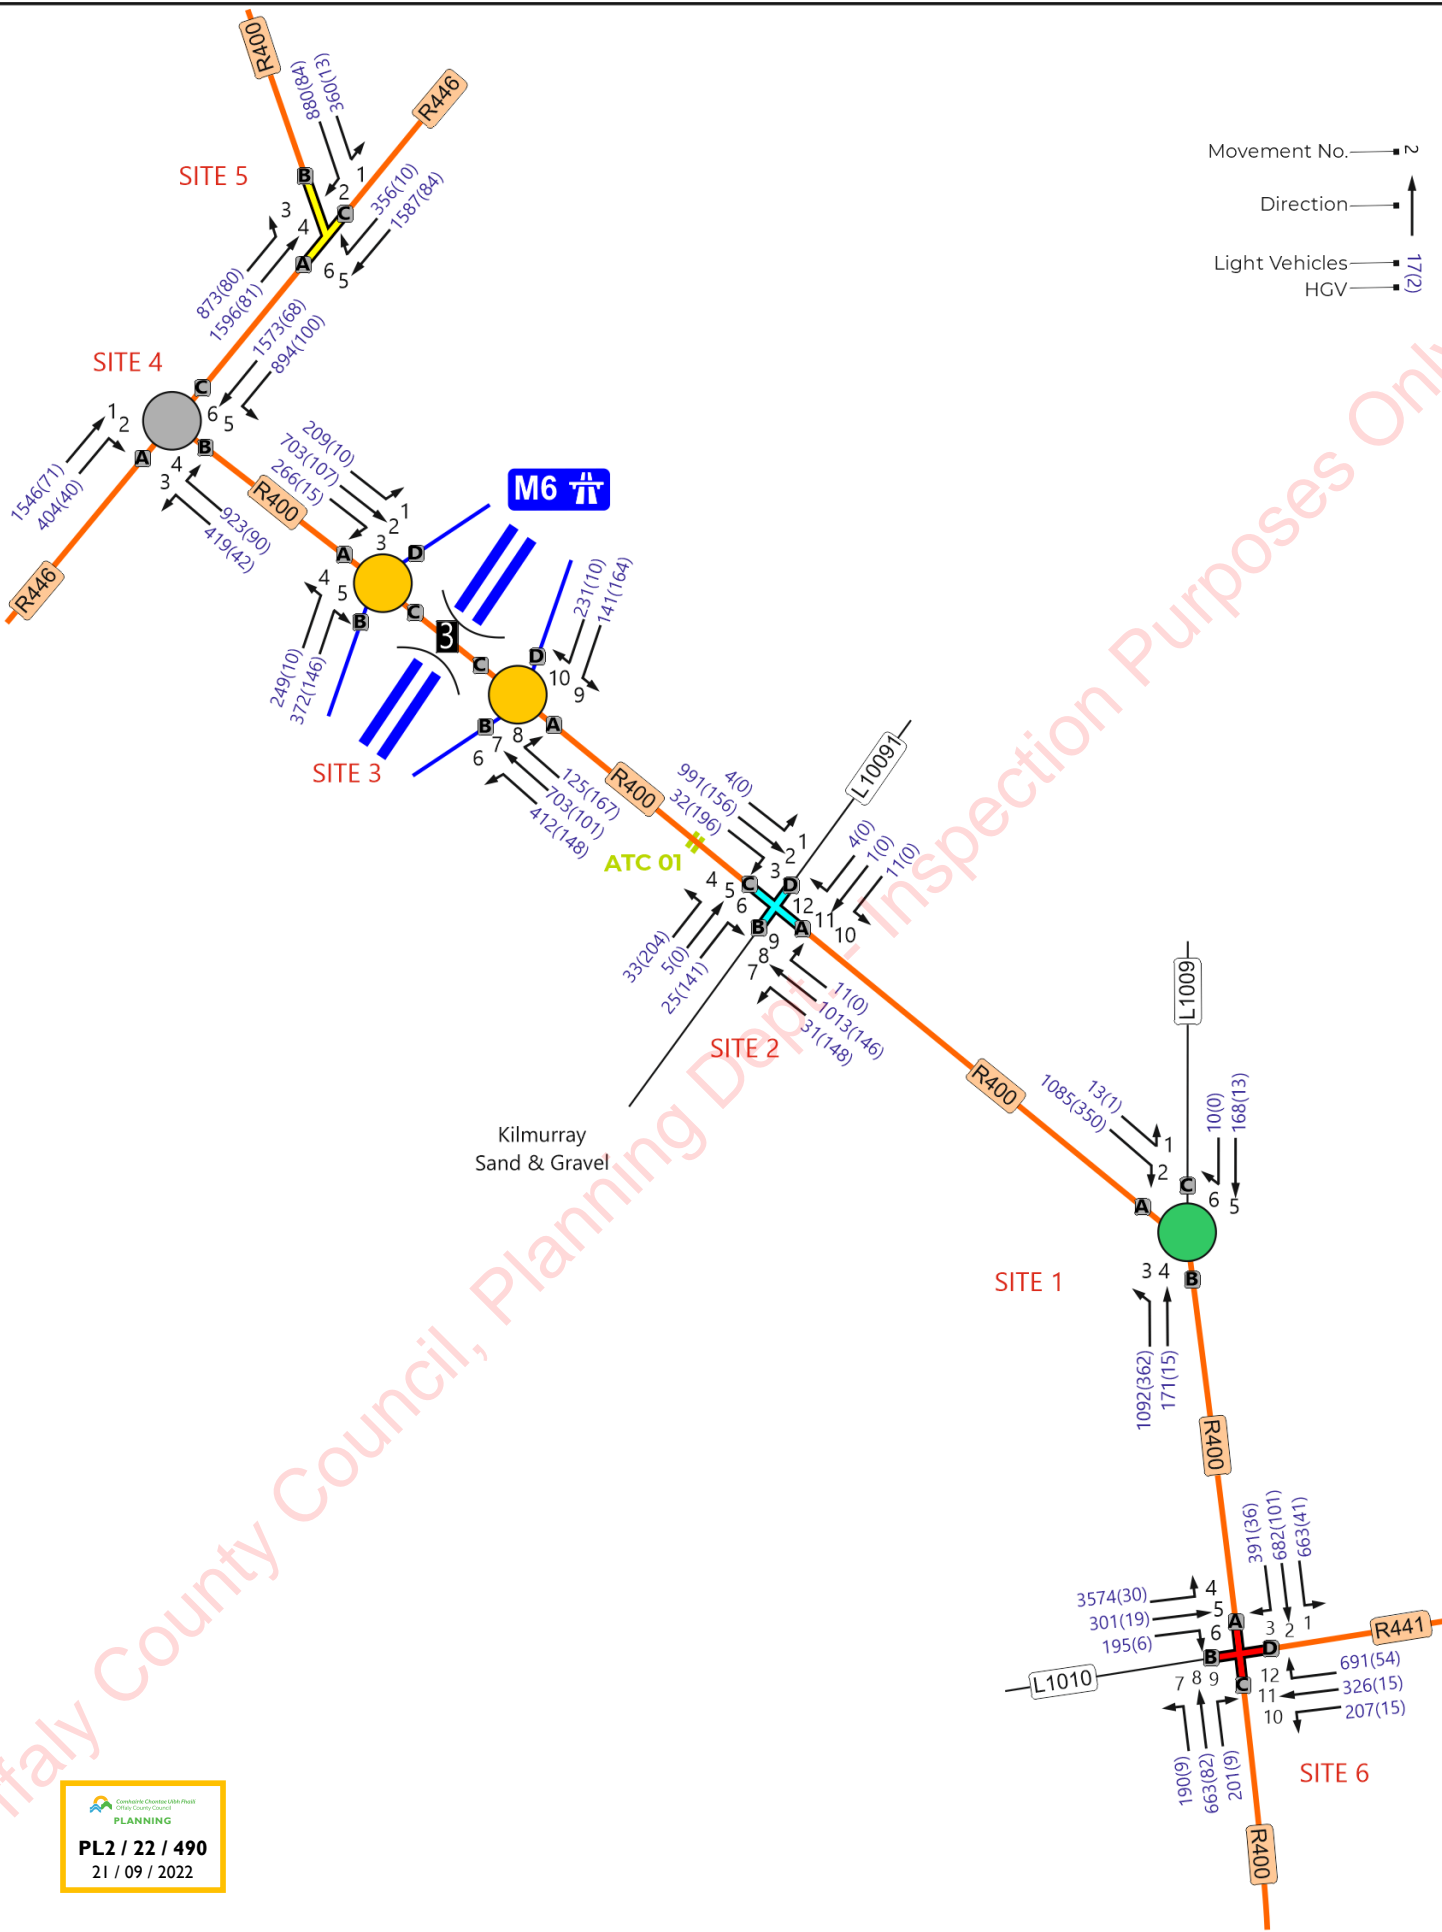 R400
R446
880(84)
360(13)
SITE 5
B
1
2
C
356(10)
1587(84)
3
4
A
6
5
873(80)
1596(81)
1573(68)
894(100)
SITE 4
C
1
2
6
5
A
B
4
3
1546(71)
404(40)
923(90)
419(42)
R446
R400
209(10)
703(107)
266(15)
1
2
3
M6
A
D
4
5
B
C
249(10)
372(146)
3
C
D
231(10)
141(164)
10
9
B
A
8
7
6
SITE 3
125(167)
703(101)
412(148)
R400
ATC 01
L10091
4(0)
991(156)
32(196)
1
2
3
4(0)
1(0)
11(0)
4
5
6
C
D
12
11
10
B
A
9
8
7
33(204)
5(0)
25(141)
11(0)
1013(146)
31(148)
SITE 2
Kilmurray
Sand & Gravel
R400
L1009
13(1)
1085(350)
10(0)
168(13)
1
2
C
6
5
A
3
4
B
SITE 1
1092(362)
171(15)
R400
391(36)
682(101)
663(41)
3574(30)
301(19)
195(6)
4
5
6
A
3
2
1
B
D
R441
L1010
7
8
9
C
12
11
10
691(54)
326(15)
207(15)
190(9)
663(82)
201(9)
SITE 6
R400
Movement No.
2
Direction
Light Vehicles
HGV
17(2)
ffaly County Council, Planning Dept. - Inspection Purposes Only
Comhairle Chontae Uíbh Fhailí
Offaly County Council
PLANNING
PL2 / 22 / 490
21 / 09 / 2022